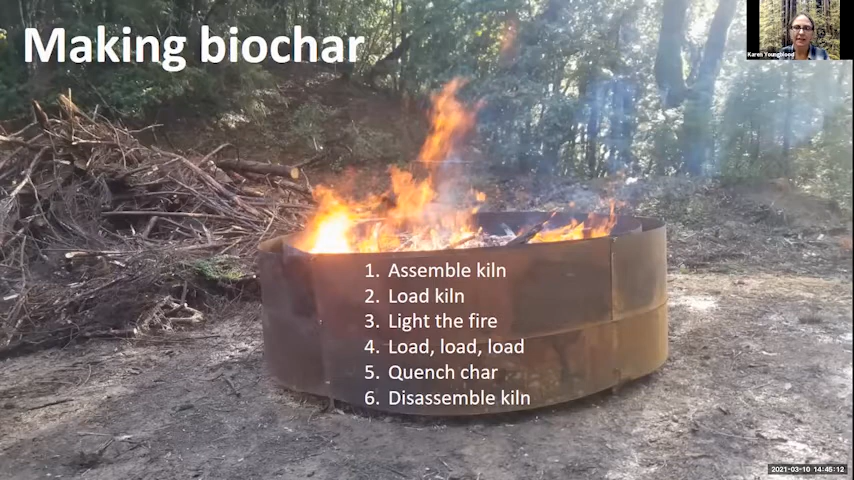 Making biochar
Karen Youngblood
1. Assemble kiln
2. Load kiln
3. Light the fire
4. Load, load, load
5. Quench char
6. Disassemble kiln
2021-03-10 14:45:12